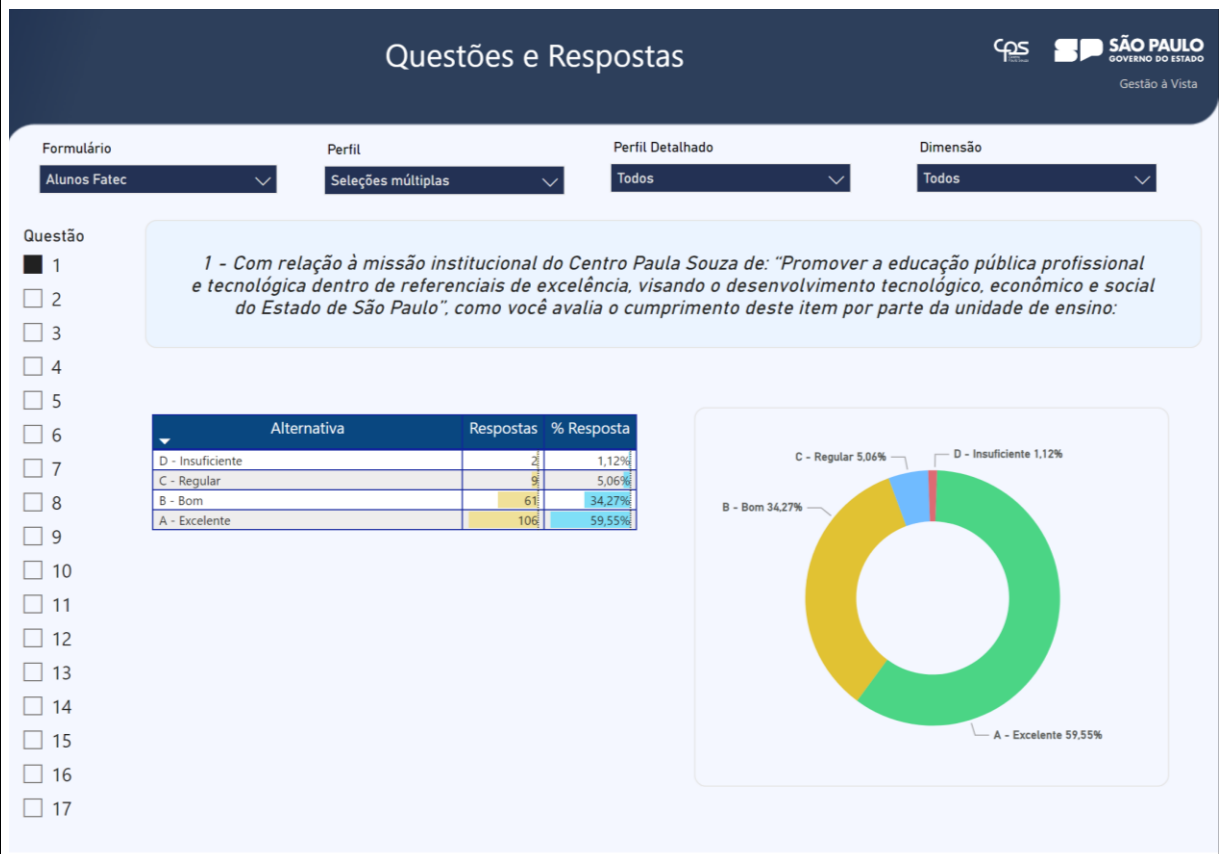 Questões e Respostas
CPS
SÃO PAULO
GOVERNO DO ESTADO
Gestão à Vista
Formulário
Perfil
Perfil Detalhado
Dimensão
Alunos Fatec
Seleções múltiplas
Todos
Todos
Questão
1
2
3
4
5
6
7
8
9
10
11
12
13
14
15
16
17
1 - Com relação à missão institucional do Centro Paula Souza de: “Promover a educação pública profissional
e tecnológica dentro de referenciais de excelência, visando o desenvolvimento tecnológico, econômico e social
do Estado de São Paulo”, como você avalia o cumprimento deste item por parte da unidade de ensino:
Alternativa Respostas % Resposta
D - Insuficiente 2 1,12%
C - Regular 9 5,06%
B - Bom 61 34,27%
A - Excelente 106 59,55%
C - Regular 5,06%
D - Insuficiente 1,12%
B - Bom 34,27%
A - Excelente 59,55%